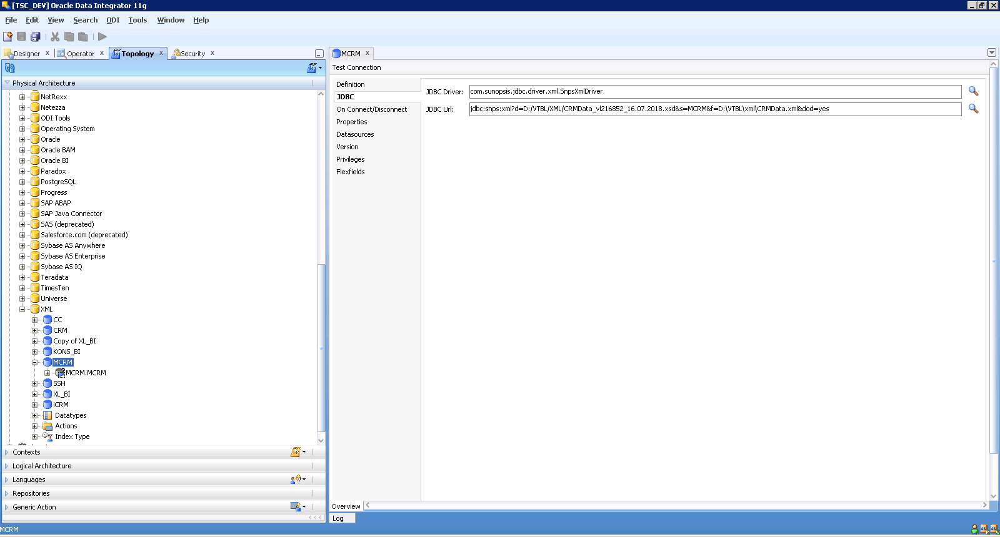 [TSC_DEV] Oracle Data Integrator 11g
File Edit View Search ODI Tools Window Help
Designer x Operator x Topology x Security x
Physical Architecture
NetRexx
Netezza
ODI Tools
Operating System
Oracle
Oracle BAM
Oracle BI
Paradox
PostgreSQL
Progress
SAP ABAP
SAP Java Connector
SAS (deprecated)
Salesforce.com (deprecated)
Sybase AS Anywhere
Sybase AS Enterprise
Sybase AS IQ
Teradata
TimesTen
Universe
XML
CC
CRM
Copy of XL_BI
KONS_BI
MCRM
MCRM.MCRM
SSH
XL_BI
iCRM
Datatypes
Actions
Index Type
Contexts
Logical Architecture
Languages
Repositories
Generic Action
MCRM x
Test Connection
Definition
JDBC
On Connect/Disconnect
Properties
Datasources
Version
Privileges
Flexfields
JDBC Driver: com.sunopsis.jdbc.driver.xml.SnpsXmlDriver
JDBC Url: jdbc:snps:xml?d=D:/VTBL/XML/CRMData_vl216852_16.07.2018.xsd&s=MCRM&f=D:\VTBL\xml\CRMData.xml&dod=yes
Overview
Log
MCRM